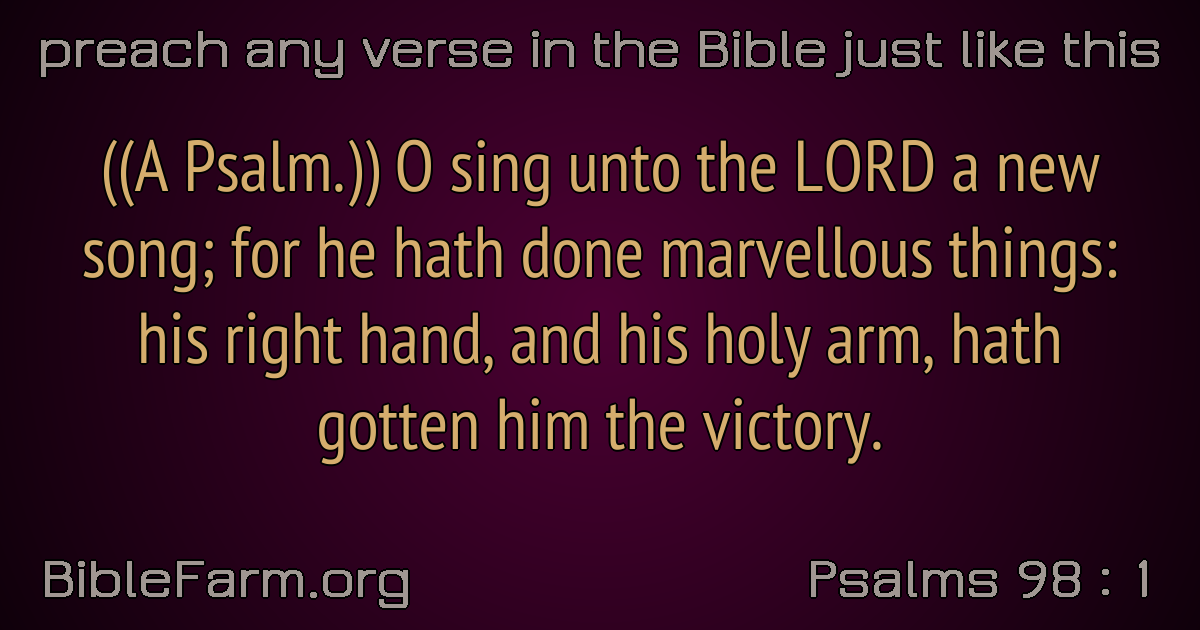 preach any verse in the Bible just like this
((A Psalm.)) O sing unto the LORD a new
song; for he hath done marvellous things:
his right hand, and his holy arm, hath
gotten him the victory.
BibleFarm.org
Psalms 98 : 1